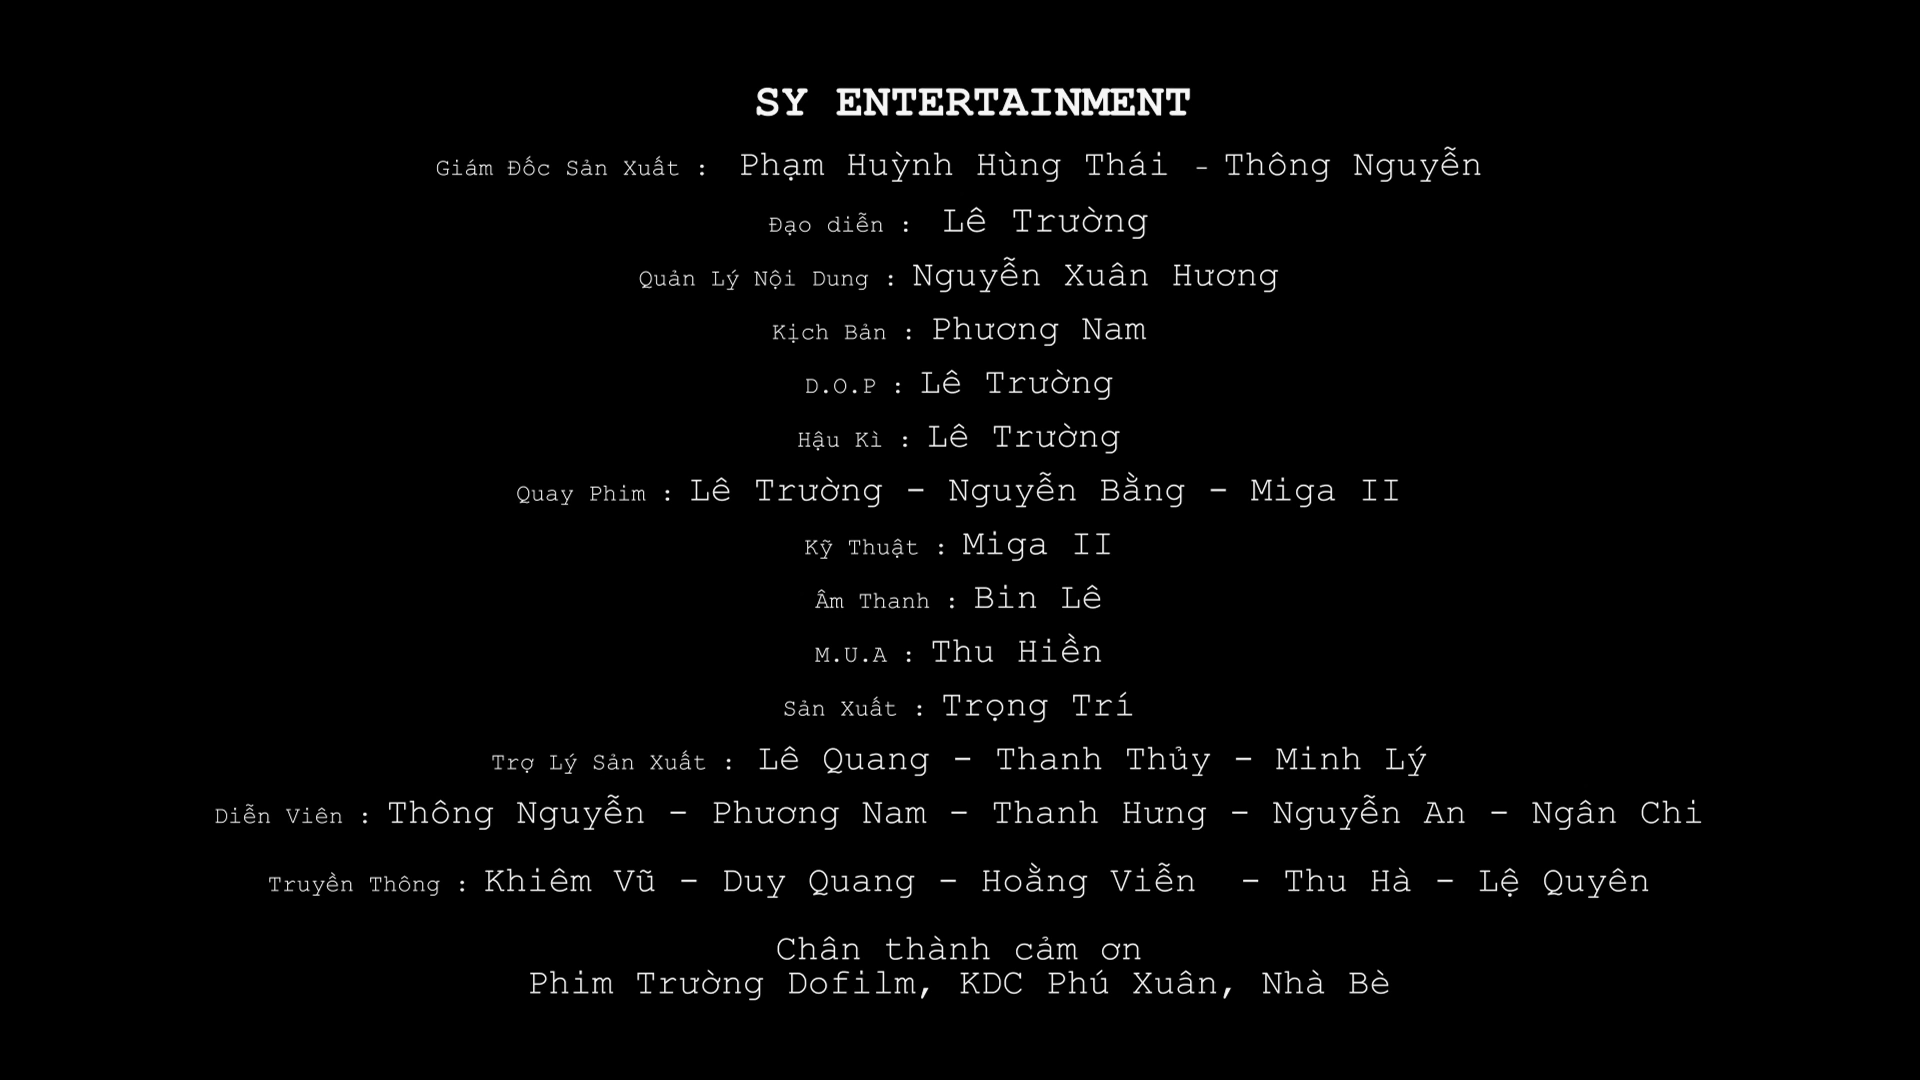 SY ENTERTAINMENT
Giám Đốc Sản Xuất : Phạm Huỳnh Hùng Thái - Thông Nguyễn
Đạo diễn : Lê Trường
Quản Lý Nội Dung : Nguyễn Xuân Hương
Kịch Bản : Phương Nam
D.O.P : Lê Trường
Hậu Kì : Lê Trường
Quay Phim : Lê Trường - Nguyễn Bằng - Miga II
Kỹ Thuật : Miga II
Âm Thanh : Bin Lê
M.U.A : Thu Hiền
Sản Xuất : Trọng Trí
Trợ Lý Sản Xuất : Lê Quang - Thanh Thủy - Minh Lý
Diễn Viên : Thông Nguyễn - Phương Nam - Thanh Hưng - Nguyễn An - Ngân Chi
Truyền Thông : Khiêm Vũ - Duy Quang - Hoằng Viễn - Thu Hà - Lệ Quyên
Chân thành cảm ơn
Phim Trường Dofilm, KDC Phú Xuân, Nhà Bè